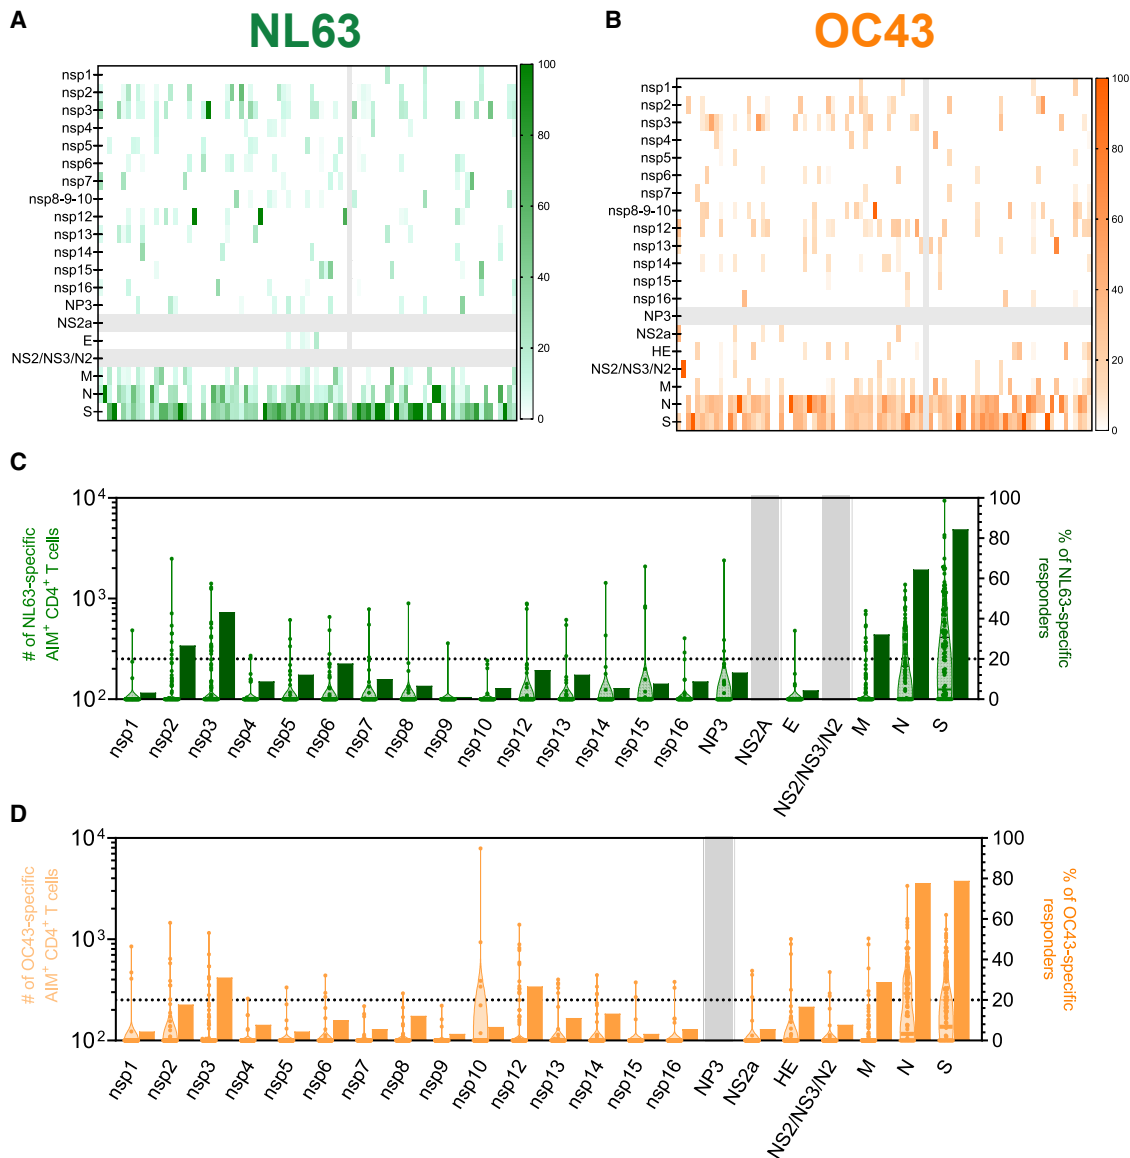 A
NL63
nsp1
nsp2
nsp3
nsp4
nsp5
nsp6
nsp7
nsp8-9-10
nsp12
nsp13
nsp14
nsp15
nsp16
NP3
NS2a
E
NS2/NS3/N2
M
N
S
100
80
60
40
20
0
B
OC43
nsp1
nsp2
nsp3
nsp4
nsp5
nsp6
nsp7
nsp8-9-10
nsp12
nsp13
nsp14
nsp15
nsp16
NP3
NS2a
HE
NS2/NS3/N2
M
N
S
100
80
60
40
20
0
C
# of NL63-specific
AIM⁺ CD4⁺ T cells
10⁴
10³
10²
100
80
60
40
20
0
% of NL63-specific
responders
nsp1
nsp2
nsp3
nsp4
nsp5
nsp6
nsp7
nsp8
nsp9
nsp10
nsp12
nsp13
nsp14
nsp15
nsp16
NP3
NS2A
E
NS2/NS3/N2
M
N
S
D
# of OC43-specific
AIM⁺ CD4⁺ T cells
10⁴
10³
10²
100
80
60
40
20
0
% of OC43-specific
responders
nsp1
nsp2
nsp3
nsp4
nsp5
nsp6
nsp7
nsp8
nsp9
nsp10
nsp12
nsp13
nsp14
nsp15
nsp16
NP3
NS2a
HE
NS2/NS3/N2
M
N
S